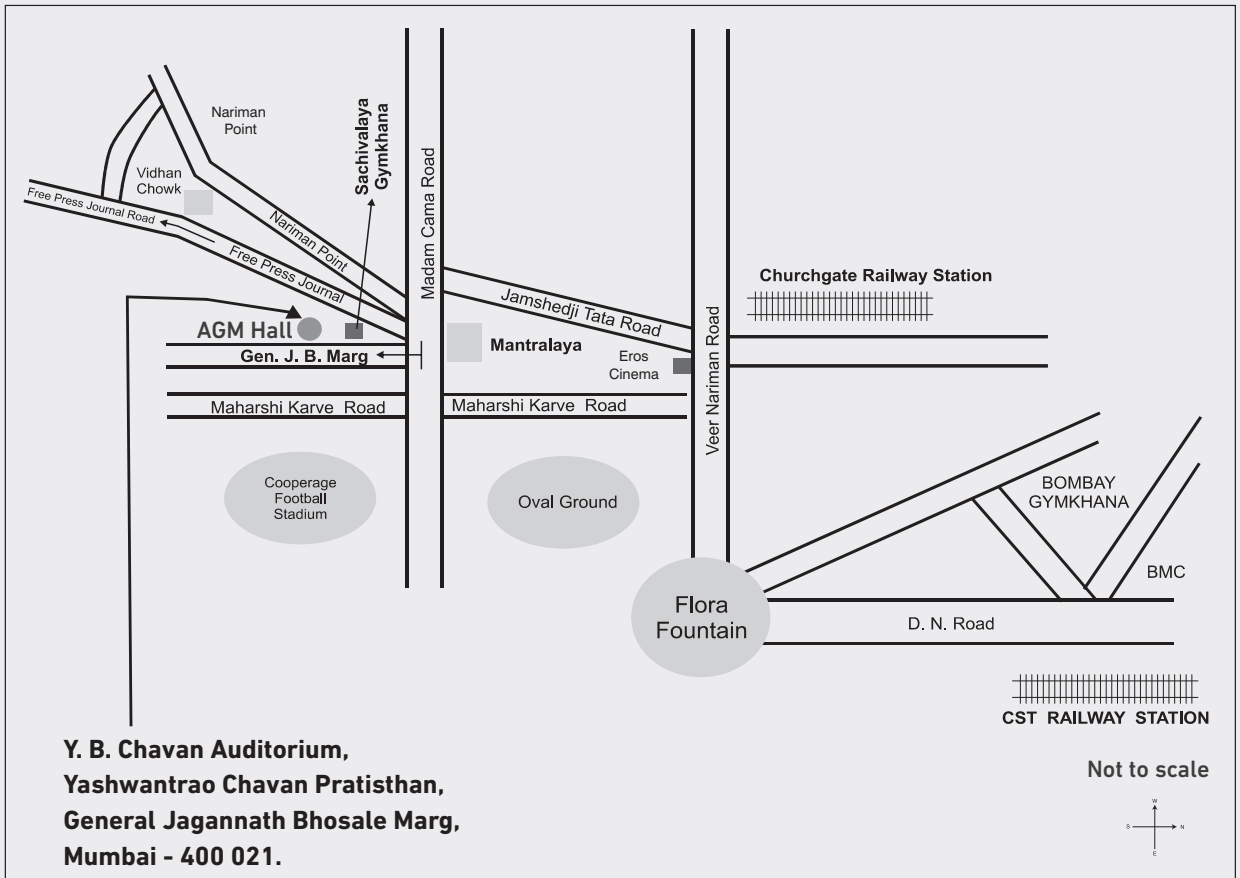 Nariman
Point
Sachivalaya
Gymkhana
Madam Cama Road
Vidhan
Chowk
Free Press Journal Road
Nariman Point
Free Press Journal
Churchgate Railway Station
Jamshedji Tata Road
Veer Nariman Road
AGM Hall
Gen. J. B. Marg
Mantralaya
Eros
Cinema
Maharshi Karve Road
Maharshi Karve Road
Cooperage
Football
Stadium
Oval Ground
BOMBAY
GYMKHANA
BMC
Flora
Fountain
D. N. Road
CST RAILWAY STATION
Y. B. Chavan Auditorium,
Yashwantrao Chavan Pratisthan,
General Jagannath Bhosale Marg,
Mumbai - 400 021.
Not to scale
W
S
N
E